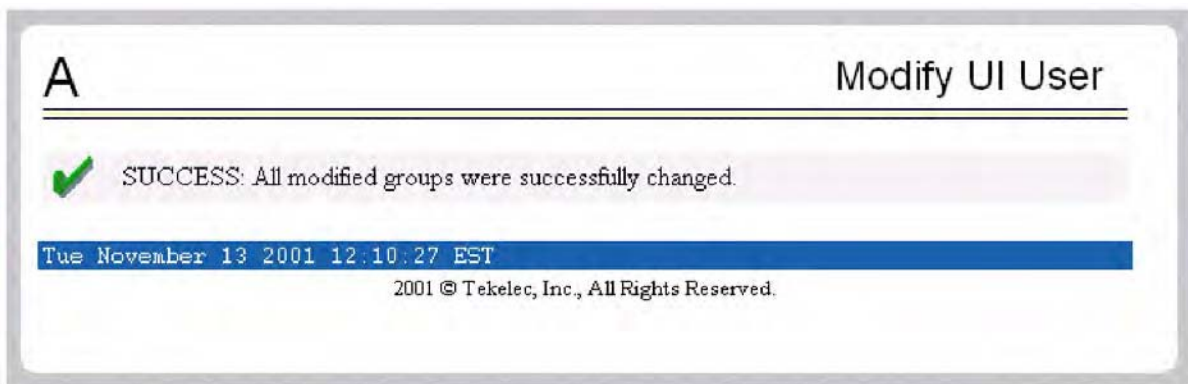 A
Modify UI User
SUCCESS: All modified groups were successfully changed.
Tue November 13 2001 12:10:27 EST
2001 © Tekelec, Inc., All Rights Reserved.